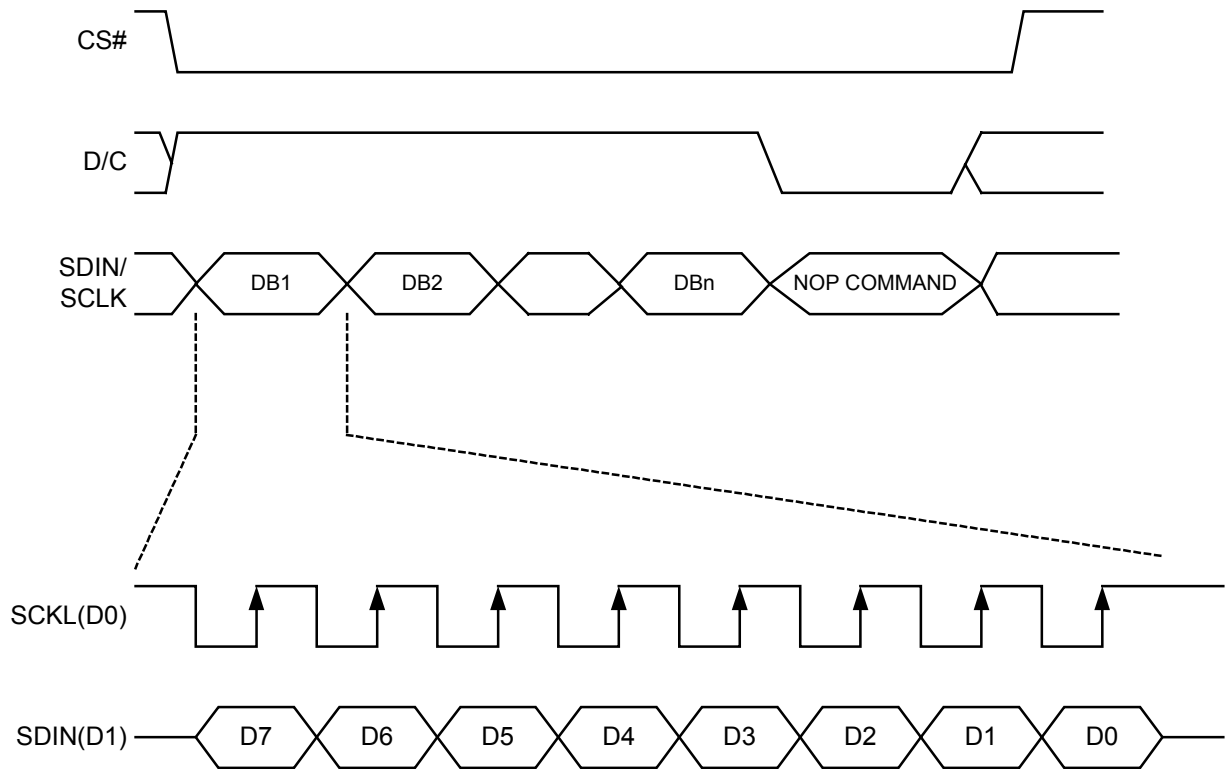 CS#
D/C
SDIN/
SCLK
DB1 DB2 DBn NOP COMMAND
SCKL(D0)
SDIN(D1) D7 D6 D5 D4 D3 D2 D1 D0